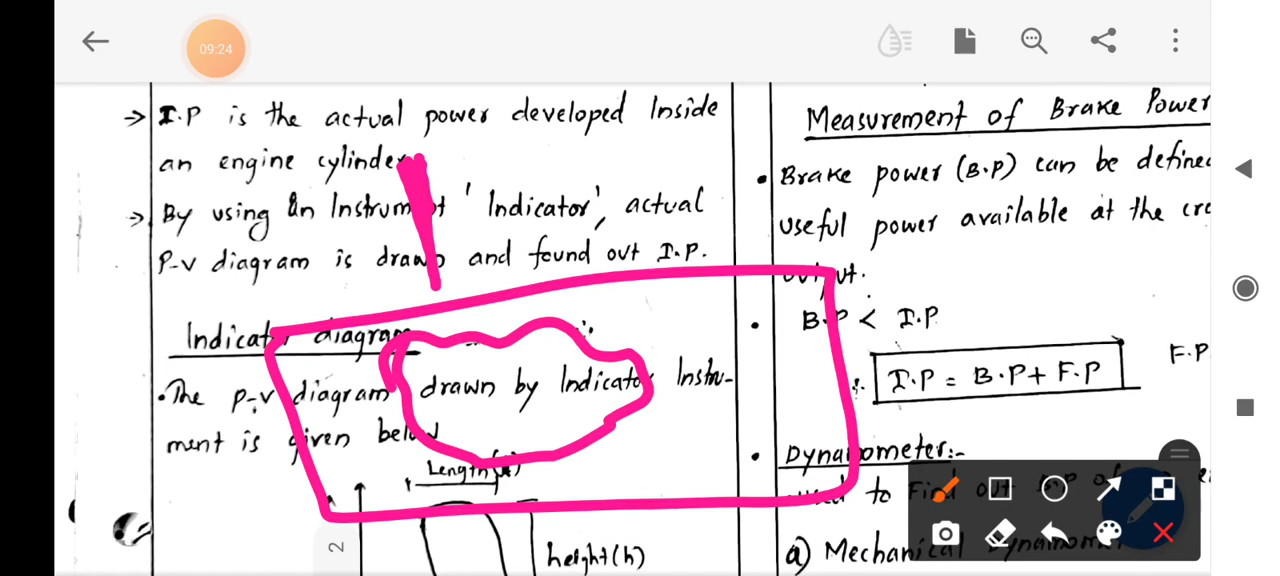 09:24
→ I.P is the actual power developed Inside
an engine cylinder
→ By using an Instrument 'Indicator', actual
P-V diagram is drawn and found out I.P.
Indicator diagram
• The P-V diagram drawn by Indicator Instru-
ment is given below
Length(l)
height(h)
2
Measurement of Brake Power
• Brake power (B.P) can be defined
useful power available at the
output.
• B.P < I.P
∴ I.P = B.P + F.P
F.P
• Dynamometer:-
used to Find out B.P of
a) Mechanical Dynamom